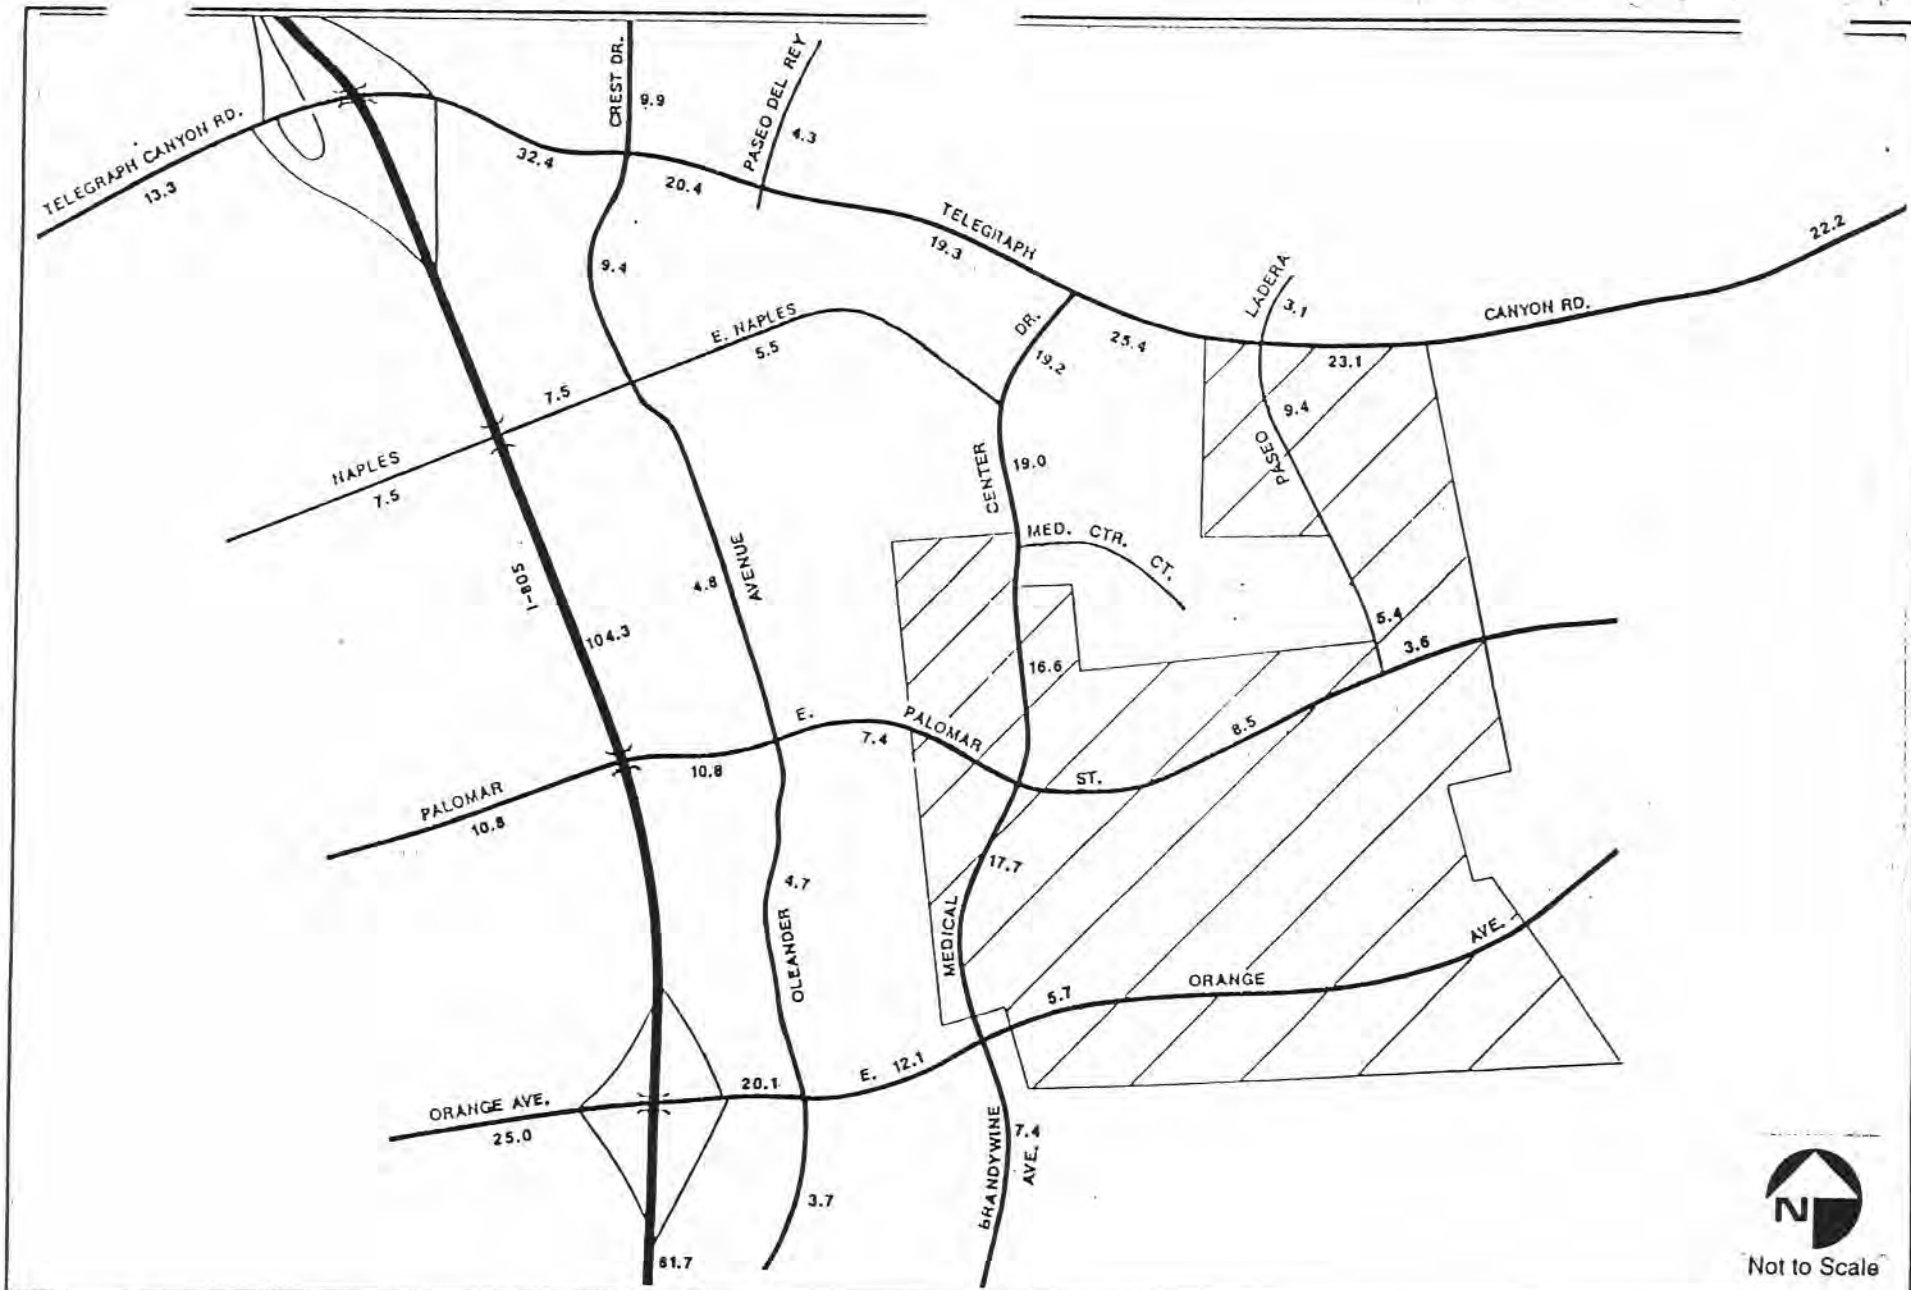 CREST DR.
9.9
PASEO DEL REY
4.3
TELEGRAPH CANYON RD.
13.3
32.4
20.4
TELEGRAPH
19.3
22.2
9.4
LADERA
3.1
CANYON RD.
E. NAPLES
5.5
DR.
19.2
25.4
23.1
7.5
9.4
PASEO
NAPLES
7.5
CENTER
19.0
MED. CTR. CT.
I-805
104.3
4.8
AVENUE
5.4
3.6
16.6
E.
PALOMAR
7.4
8.5
ST.
10.8
PALOMAR
10.8
17.7
4.7
OLEANDER
MEDICAL
AVE.
ORANGE
5.7
E. 12.1
20.1
ORANGE AVE.
25.0
BRANDYWINE
AVE.
7.4
3.7
61.7
N
Not to Scale